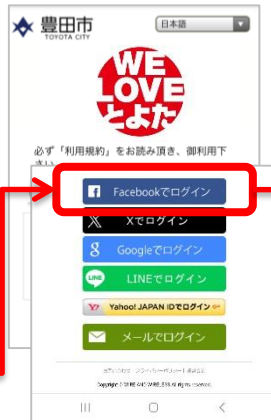 豊田市
TOYOTA CITY
日本語
WE
LOVE
とよた
必ず「利用規約」をお読み頂き、御利用下
Facebookでログイン
Xでログイン
Googleでログイン
LINEでログイン
Yahoo! JAPAN IDでログイン
メールでログイン